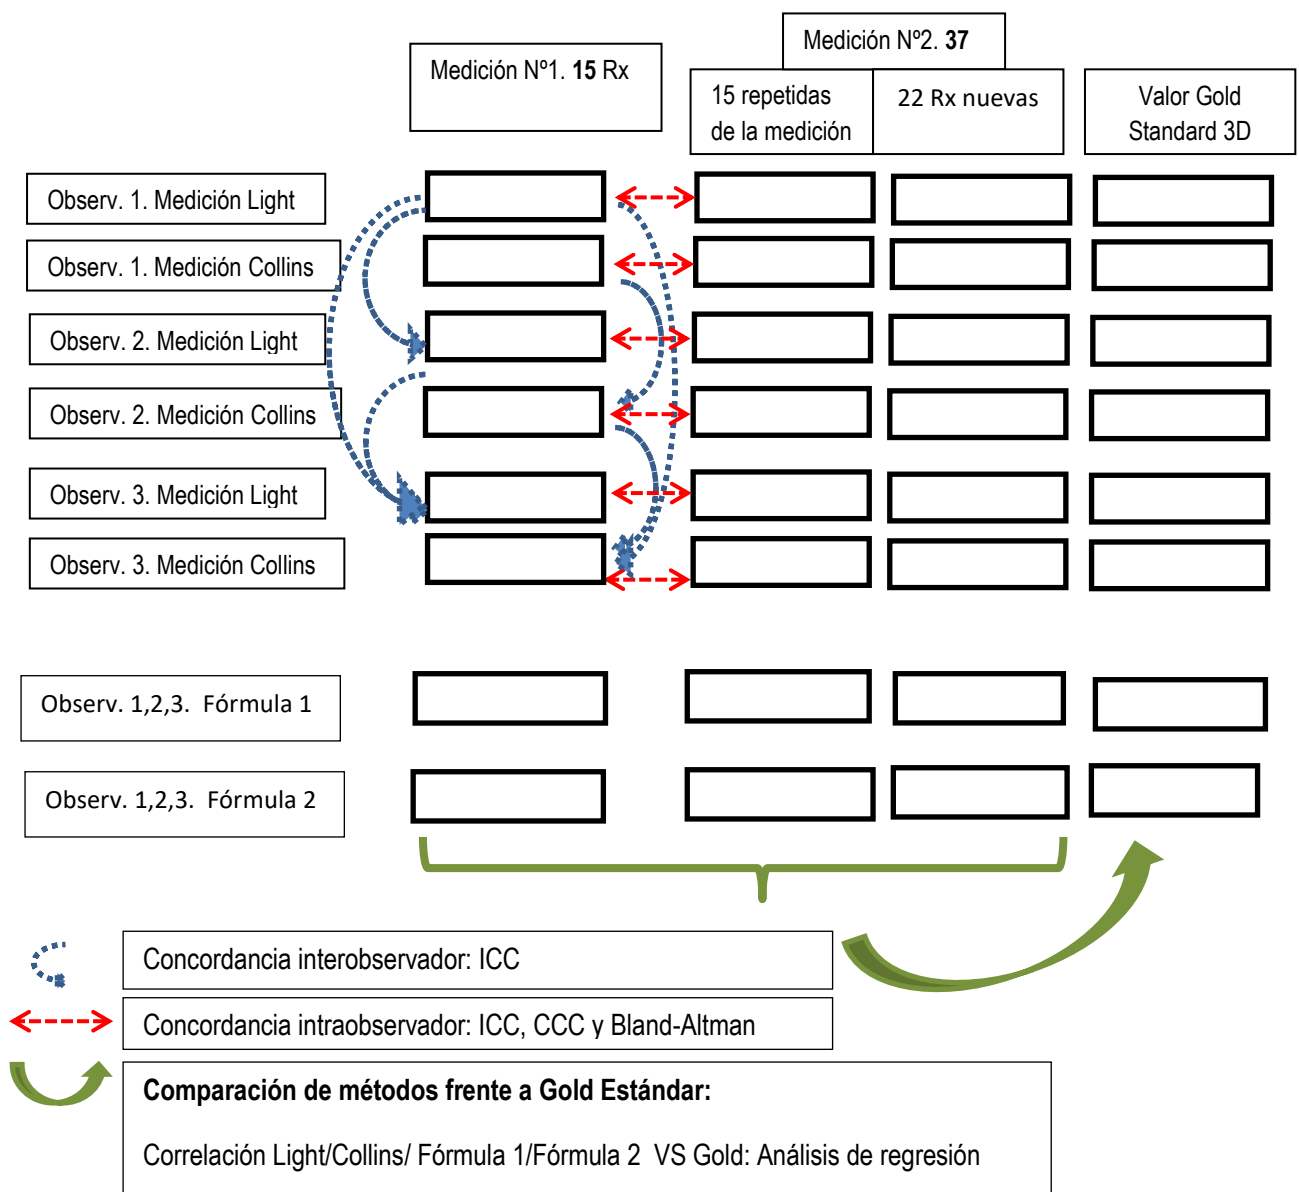 Medición Nº1. 15 Rx
Medición Nº2. 37
15 repetidas
de la medición
22 Rx nuevas
Valor Gold
Standard 3D
Observ. 1. Medición Light
Observ. 1. Medición Collins
Observ. 2. Medición Light
Observ. 2. Medición Collins
Observ. 3. Medición Light
Observ. 3. Medición Collins
Observ. 1,2,3. Fórmula 1
Observ. 1,2,3. Fórmula 2
Concordancia interobservador: ICC
Concordancia intraobservador: ICC, CCC y Bland-Altman
Comparación de métodos frente a Gold Estándar:
Correlación Light/Collins/ Fórmula 1/Fórmula 2 VS Gold: Análisis de regresión